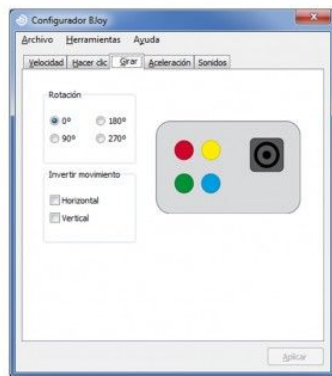 Configurador BJoy
Archivo Herramientas Ayuda
Velocidad Hacer clic Girar Aceleración Sonidos
Rotación
0º 180º
90º 270º
Invertir movimiento
Horizontal
Vertical
Aplicar